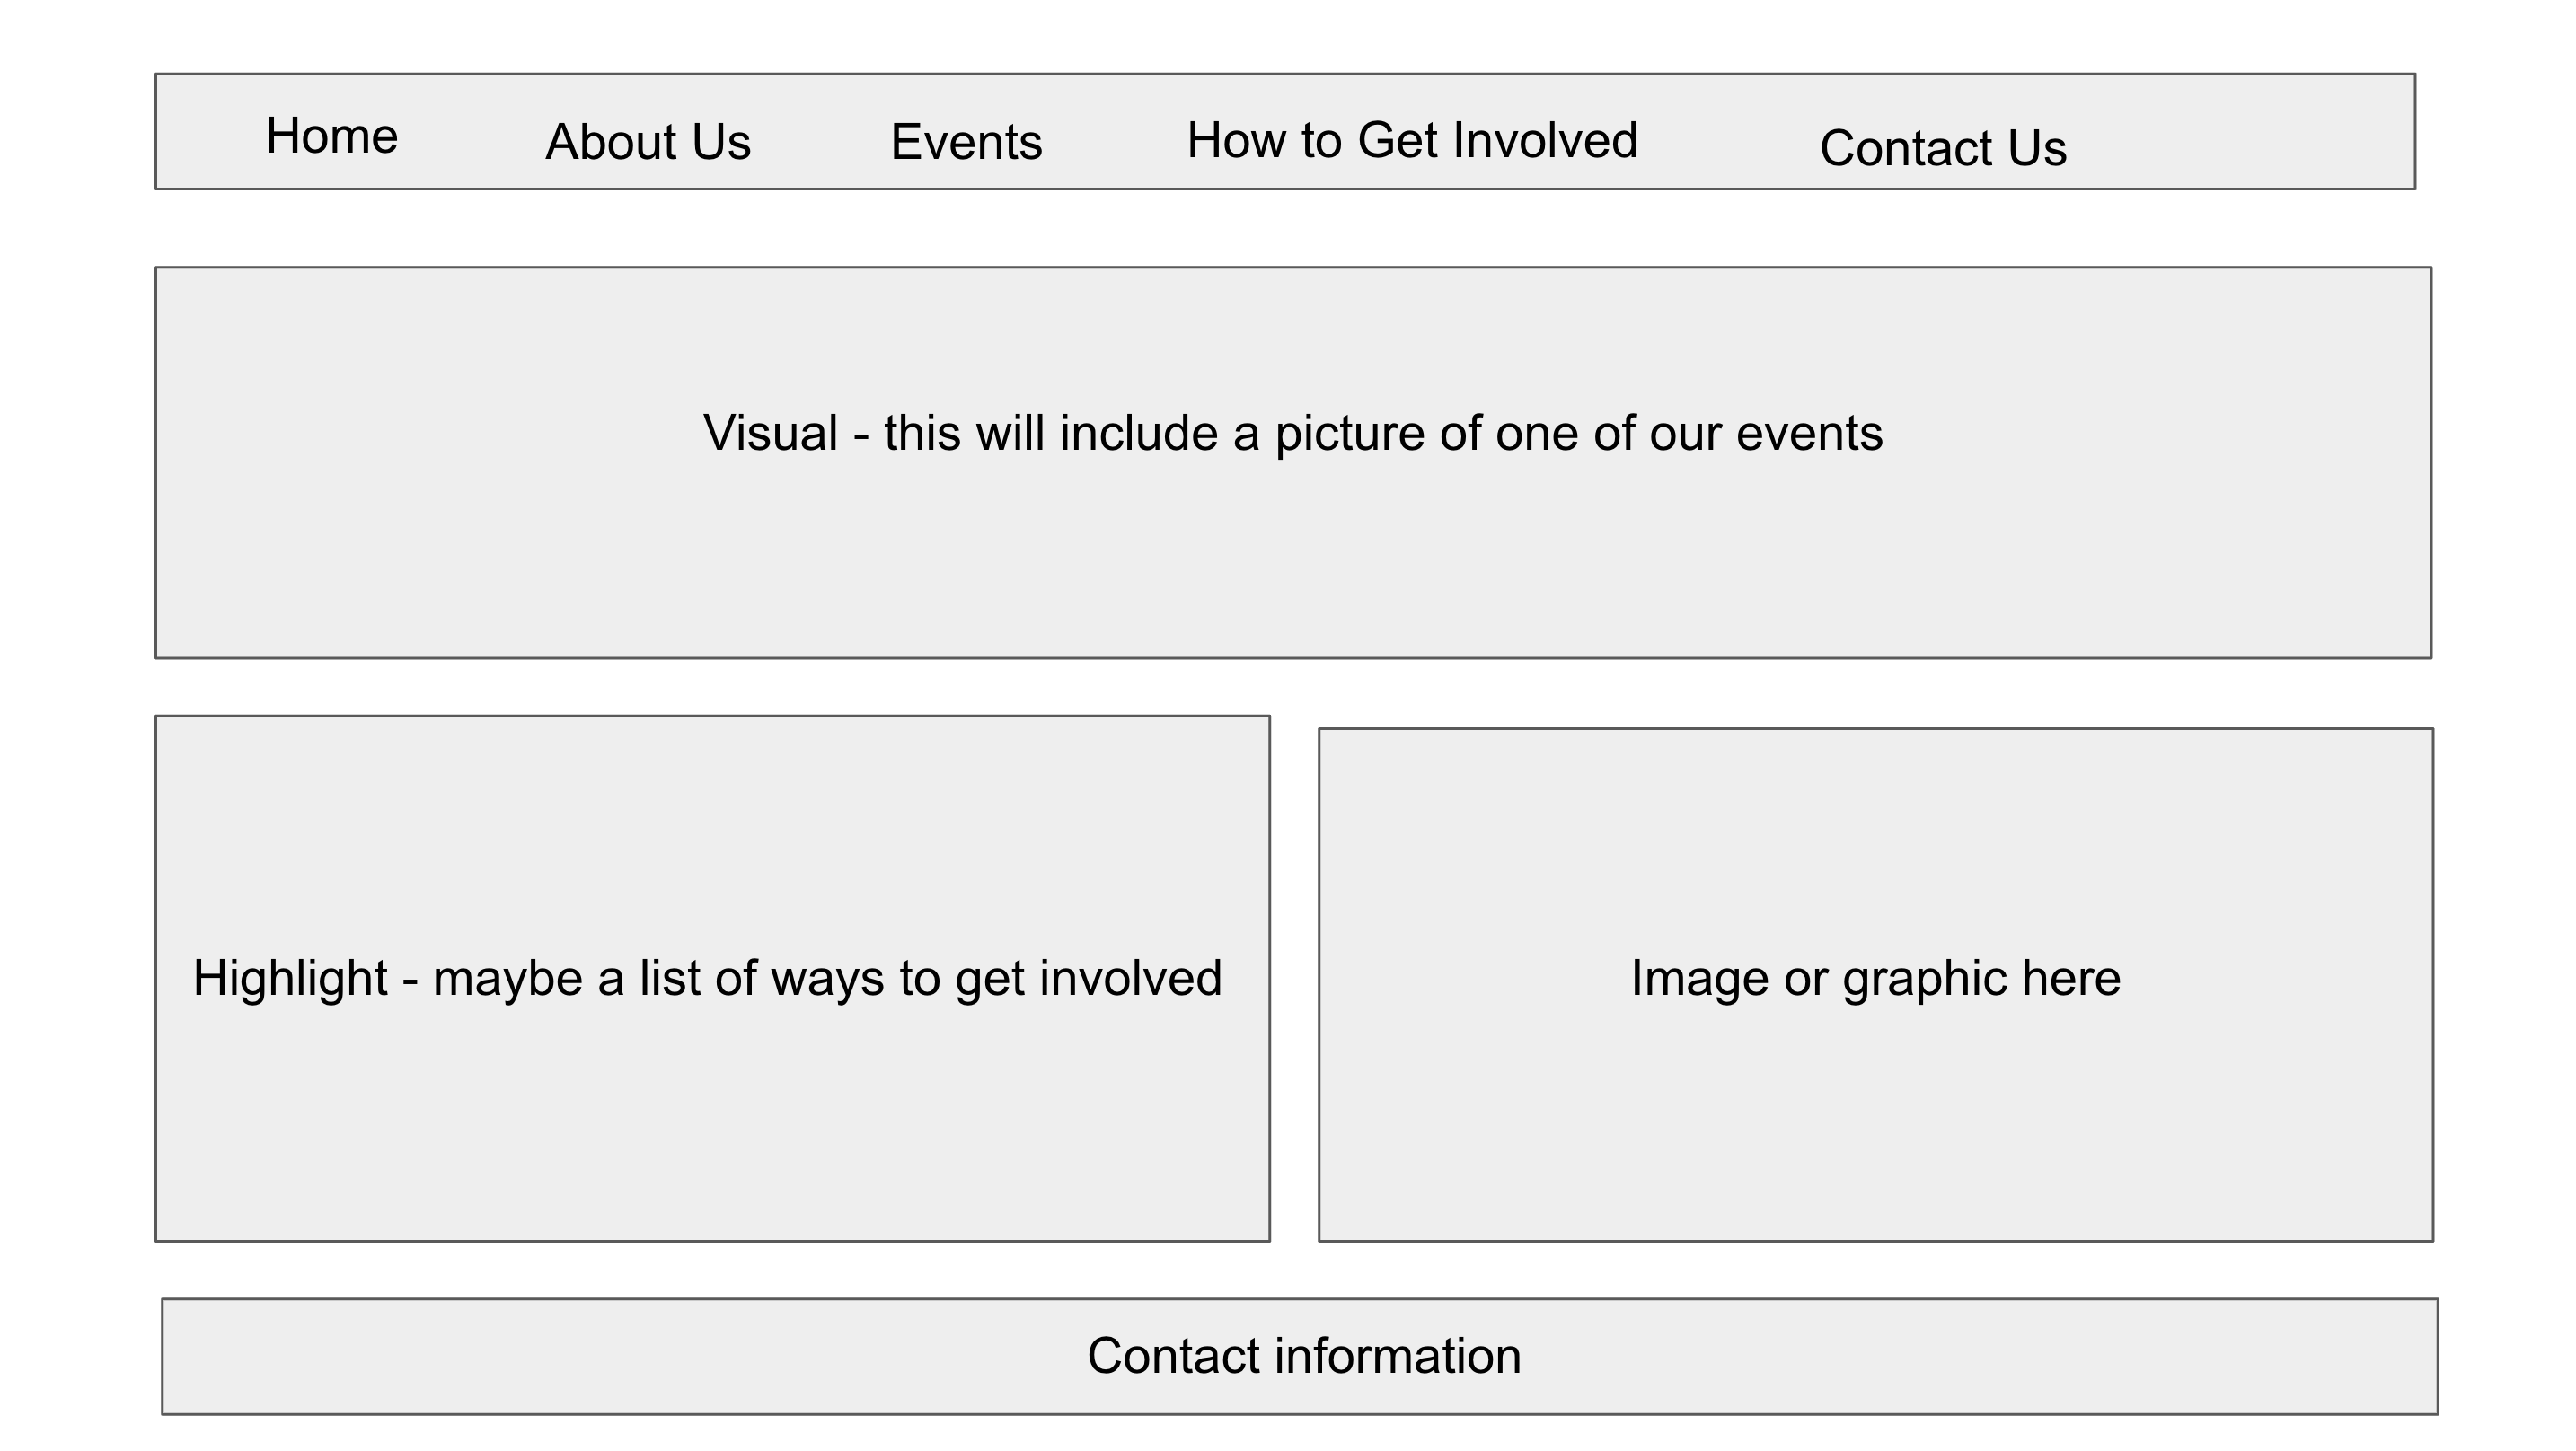 Home
About Us
Events
How to Get Involved
Contact Us
Visual - this will include a picture of one of our events
Highlight - maybe a list of ways to get involved
Image or graphic here
Contact information